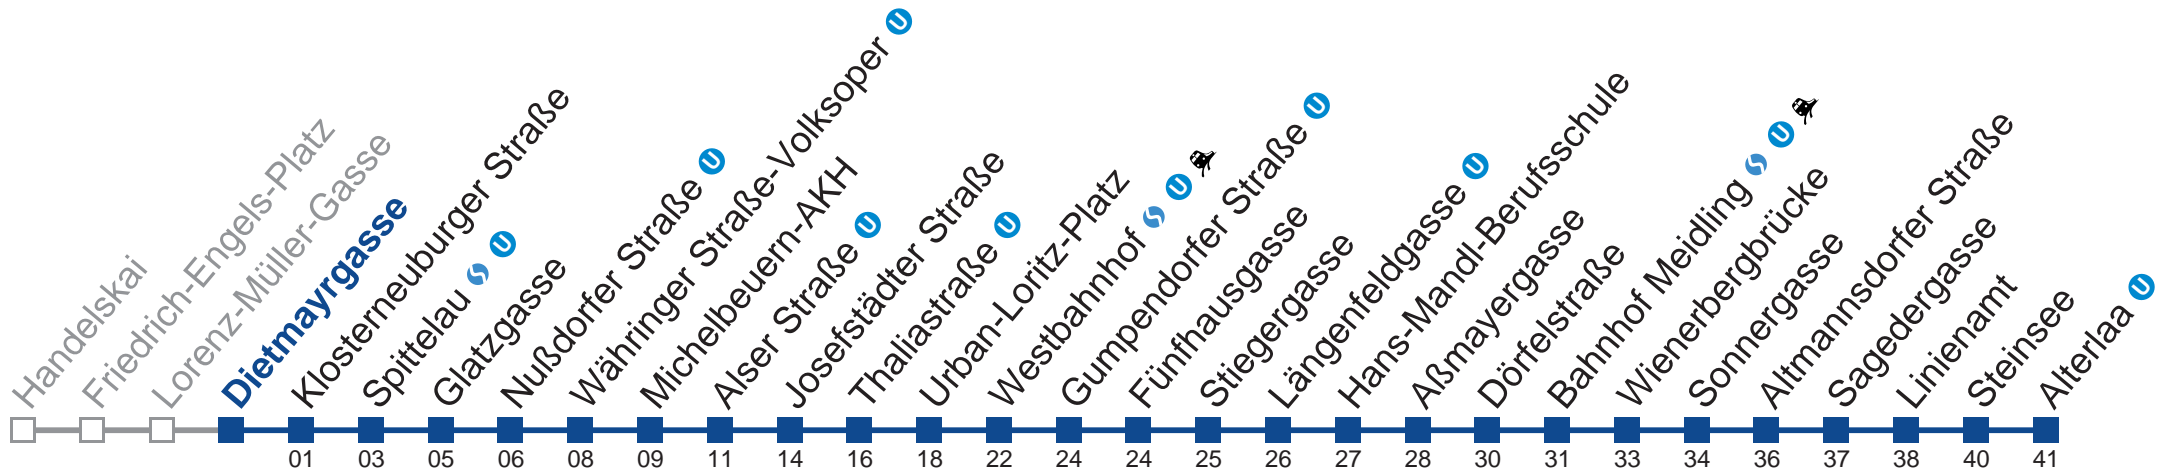 Handelskai
Friedrich-Engels-Platz
Lorenz-Müller-Gasse
Dietmayrgasse
Klosterneuburger Straße
Spittelau S U
Glatzgasse
Nußdorfer Straße U
Währinger Straße-Volksoper U
Michelbeuern-AKH
Alser Straße U
Josefstädter Straße
Thaliastraße U
Urban-Loritz-Platz
Westbahnhof S U
Gumpendorfer Straße U
Fünfhausgasse
Stiegergasse
Längenfeldgasse U
Hans-Mandl-Berufsschule
Aßmayergasse
Dörfelstraße
Bahnhof Meidling S U
Wienerbergbrücke
Sonnergasse
Altmannsdorfer Straße
Sagedergasse
Linienamt
Steinsee
Alterlaa U
01 03 05 06 08 09 11 14 16 18 22 24 24 25 26 27 28 30 31 33 34 36 37 38 40 41